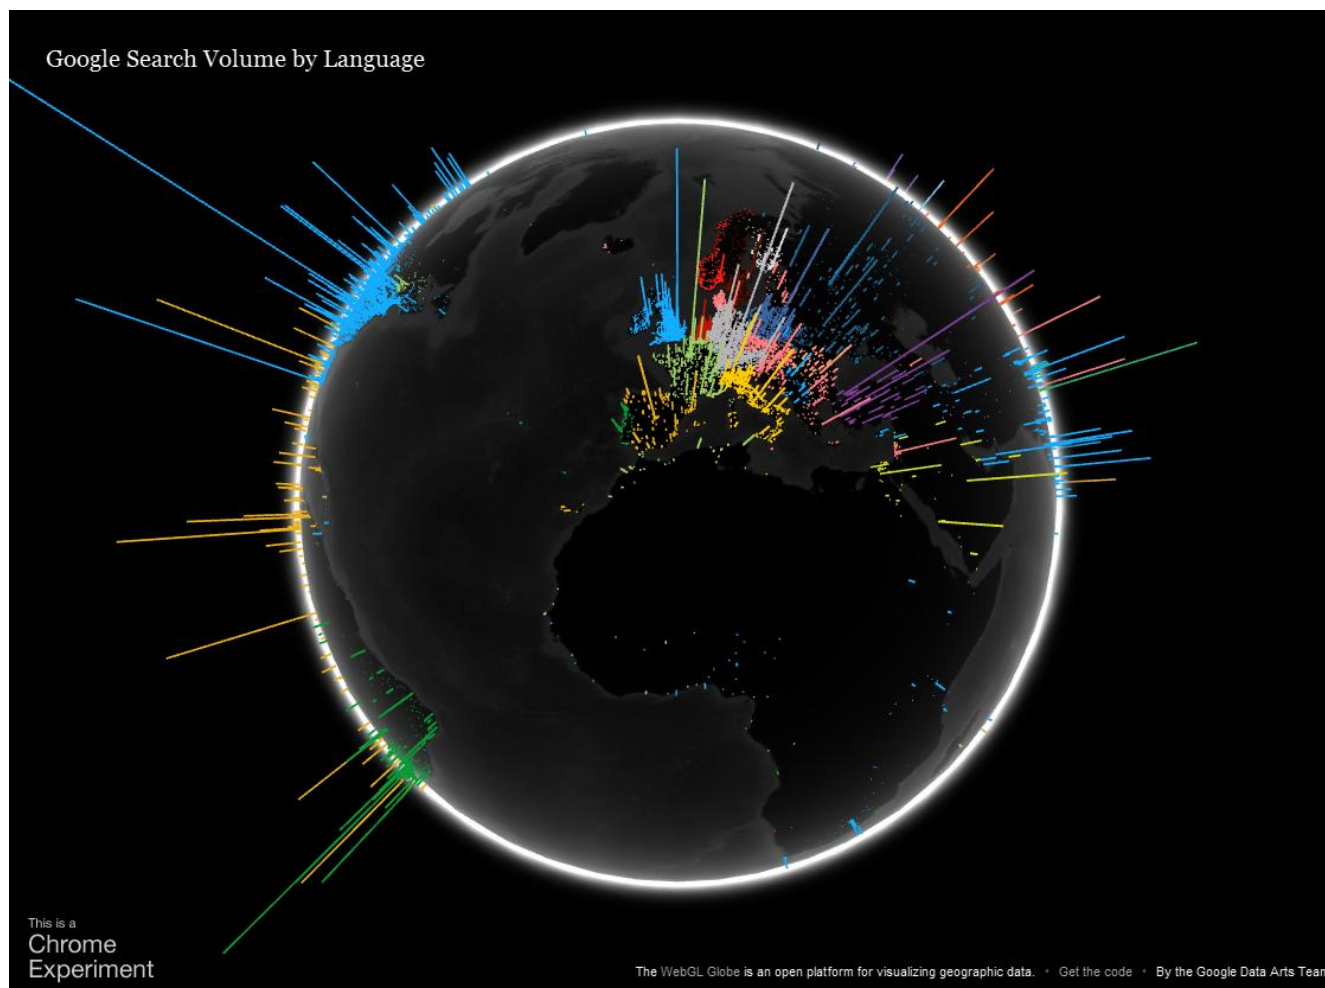 Google Search Volume by Language
This is a
Chrome
Experiment
The WebGL Globe is an open platform for visualizing geographic data. • Get the code • By the Google Data Arts Team